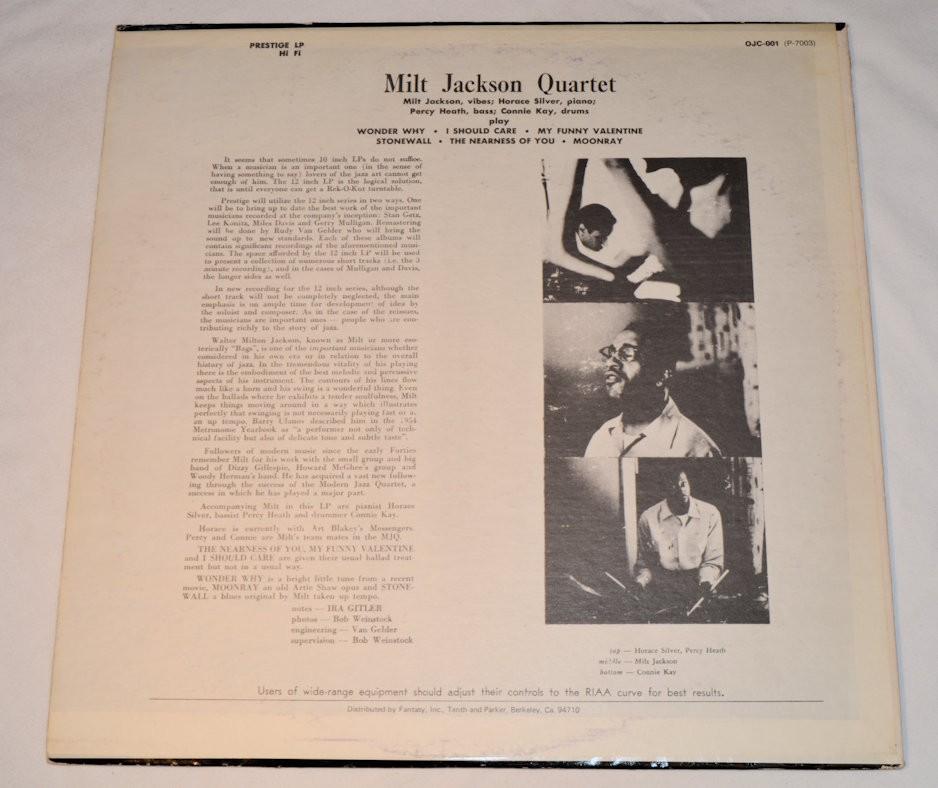 PRESTIGE LP
Hi Fi
OJC-001 (P-7003)
Milt Jackson Quartet
Milt Jackson, vibes; Horace Silver, piano;
Percy Heath, bass; Connie Kay, drums
play
WONDER WHY • I SHOULD CARE • MY FUNNY VALENTINE
STONEWALL • THE NEARNESS OF YOU • MOONRAY
It seems that sometimes 10 inch LPs do not suffice.
When a musician is an important one (in the sense of
having something to say) lovers of the jazz art cannot get
enough of him. The 12 inch LP is the logical solution,
that is until everyone can get a Rek-O-Kut turntable.
Prestige will utilize the 12 inch series in two ways. One
will be to bring up to date the best work of the important
musicians recorded at the company's inception: Stan Getz,
Lee Konitz, Miles Davis and Gerry Mulligan. Remastering
will be done by Rudy Van Gelder who will bring the
sound up to new standards. Each of these albums will
contain significant recordings of the aforementioned musi-
cians. The space afforded by the 12 inch LP will be used
to present a collection of numerous short tracks (i.e. the 3
minute recording), and in the cases of Mulligan and Davis,
the longer sides as well.
In new recording for the 12 inch series, although the
short track will not be completely neglected, the main
emphasis is on ample time for development of idea by
the soloist and composer. As in the case of the reissues,
the musicians are important ones — people who are con-
tributing richly to the story of jazz.
Walter Milton Jackson, known as Milt or more eso-
terically "Bags", is one of the important musicians whether
considered in his own era or in relation to the overall
history of jazz. In the tremendous vitality of his playing
there is the embodiment of the best melodic and percussive
aspects of his instrument. The contours of his lines flow
much like a horn and his swing is a wonderful thing. Even
on the ballads where he exhibits a tender soulfulness, Milt
keeps things moving around in a way which illustrates
perfectly that swinging is not necessarily playing fast or at
an up tempo. Barry Ulanov described him in the 1954
Metronome Yearbook as "a performer not only of tech-
nical facility but also of delicate tone and subtle taste".
Followers of modern music since the early Forties
remember Milt for his work with the small group and big
band of Dizzy Gillespie, Howard McGhee's group and
Woody Herman's band. He has acquired a vast new follow-
ing through the success of the Modern Jazz Quartet, a
success in which he has played a major part.
Accompanying Milt in this LP are pianist Horace
Silver, bassist Percy Heath and drummer Connie Kay.
Horace is currently with Art Blakey's Messengers.
Percy and Connie are Milt's team mates in the MJQ.
THE NEARNESS OF YOU, MY FUNNY VALENTINE
and I SHOULD CARE are given their usual ballad treat-
ment but not in a usual way.
WONDER WHY is a bright little tune from a recent
movie, MOONRAY an old Artie Shaw opus and STONE-
WALL a blues original by Milt taken up tempo.
notes — IRA GITLER
photos — Bob Weinstock
engineering — Van Gelder
supervision — Bob Weinstock
top — Horace Silver, Percy Heath
middle — Milt Jackson
bottom — Connie Kay
Users of wide-range equipment should adjust their controls to the RIAA curve for best results.
Distributed by Fantasy, Inc., Tenth and Parker, Berkeley, Ca. 94710